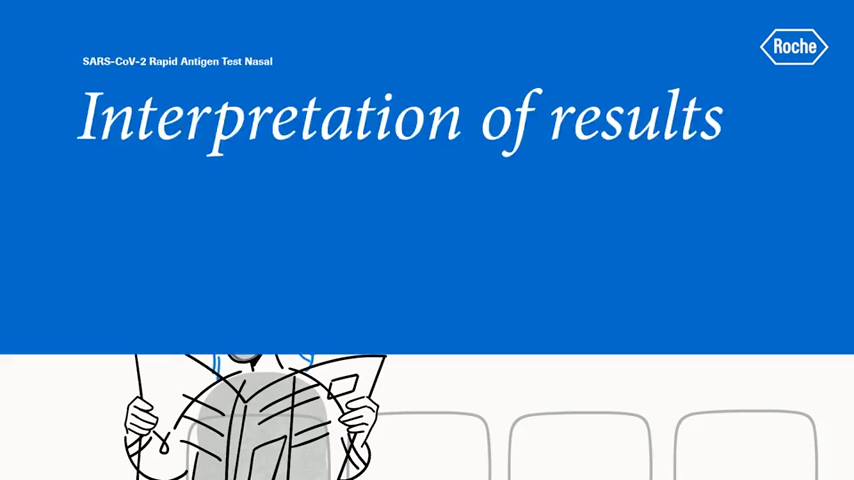 SARS-CoV-2 Rapid Antigen Test Nasal
Roche
Interpretation of results